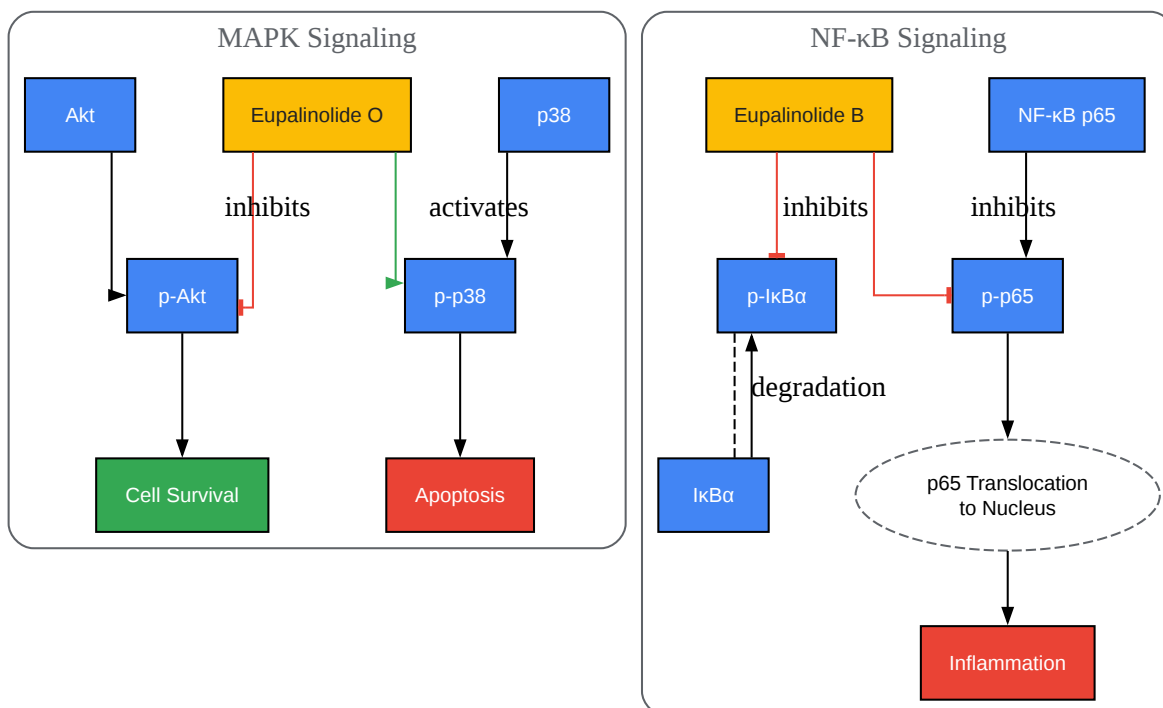 MAPK Signaling
Akt
Eupalinolide O
p38
inhibits
activates
p-Akt
p-p38
Cell Survival
Apoptosis
NF-κB Signaling
Eupalinolide B
NF-κB p65
inhibits
inhibits
p-IκBα
p-p65
degradation
IκBα
p65 Translocation
to Nucleus
Inflammation